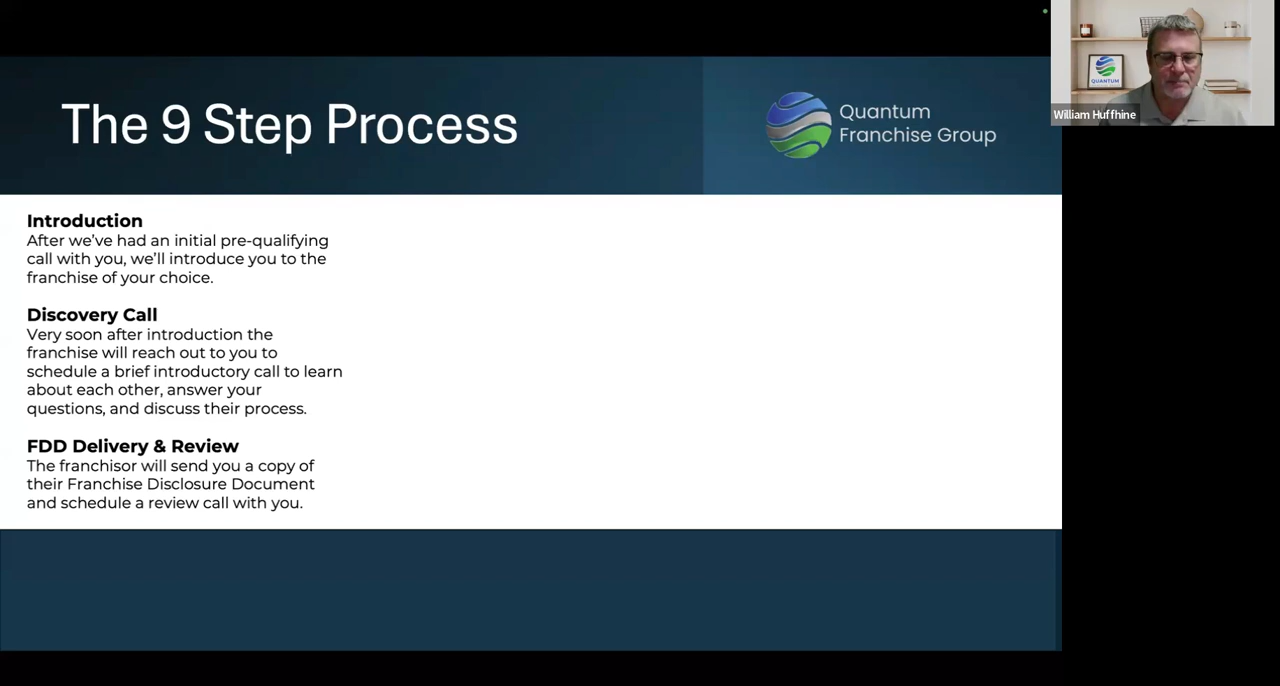 The 9 Step Process
Quantum
Franchise Group
QUANTUM
William Huffhine
Introduction
After we've had an initial pre-qualifying
call with you, we'll introduce you to the
franchise of your choice.
Discovery Call
Very soon after introduction the
franchise will reach out to you to
schedule a brief introductory call to learn
about each other, answer your
questions, and discuss their process.
FDD Delivery & Review
The franchisor will send you a copy of
their Franchise Disclosure Document
and schedule a review call with you.